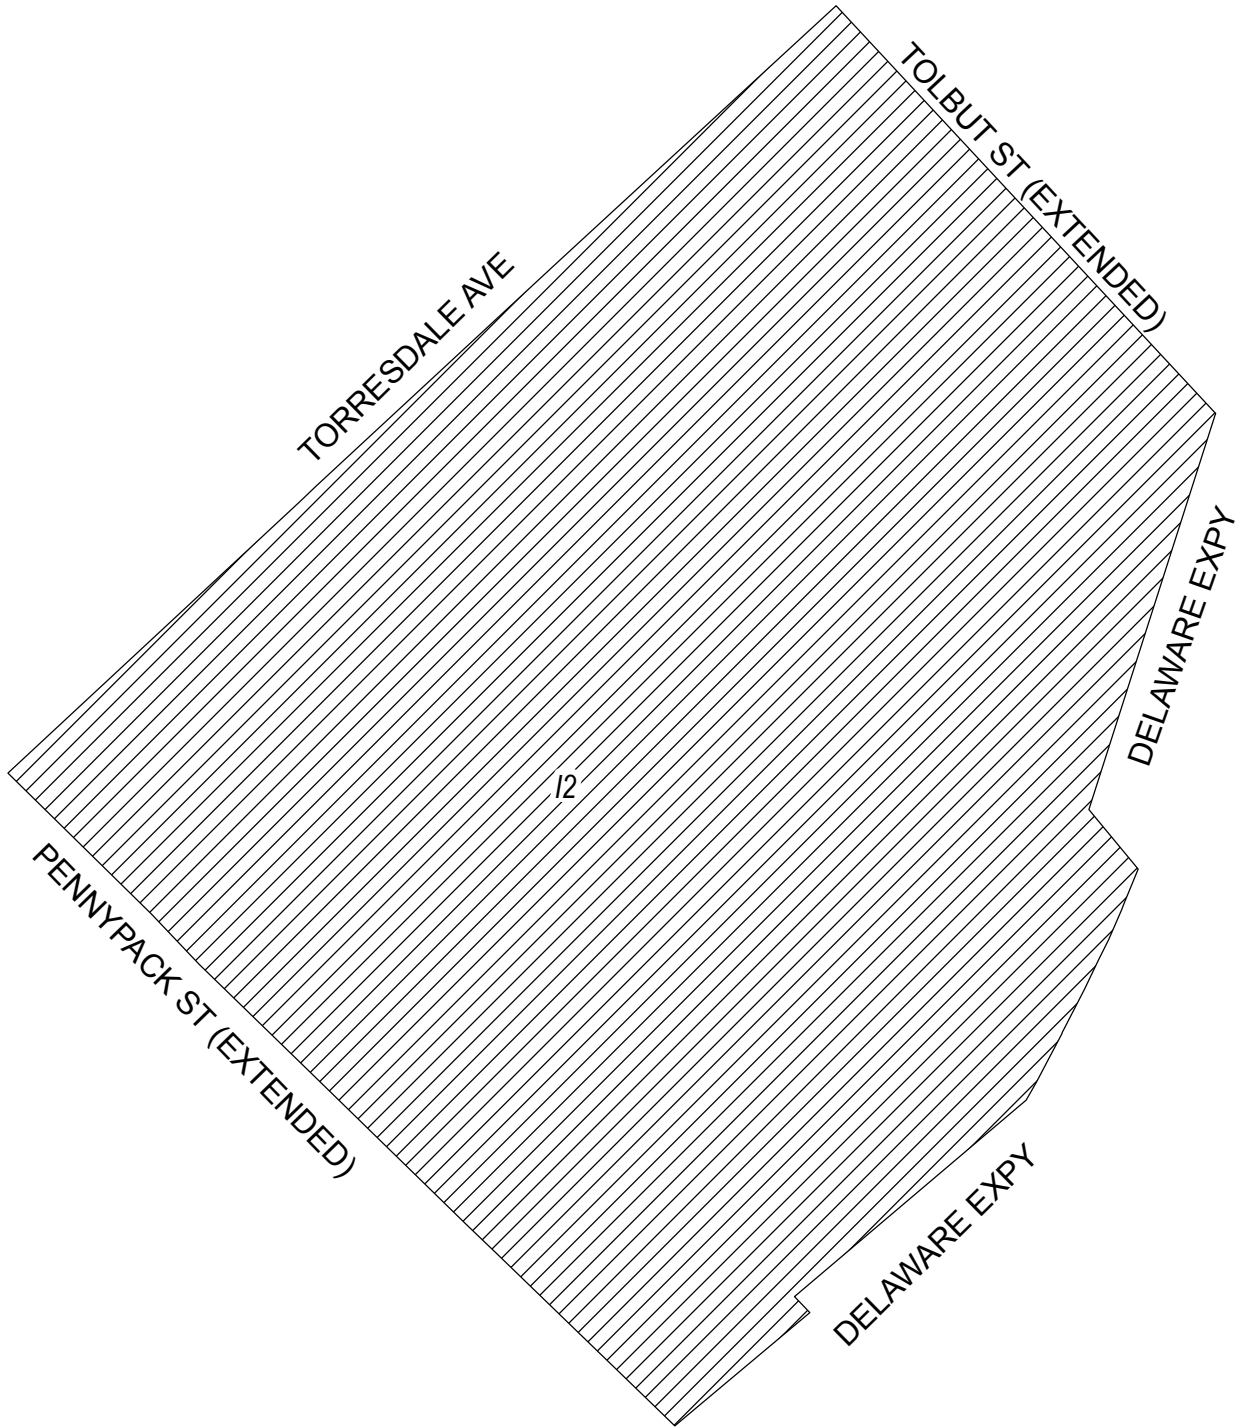 TOLBUT ST (EXTENDED)
TORRESDALE AVE
DELAWARE EXPY
I2
PENNYPACK ST (EXTENDED)
DELAWARE EXPY